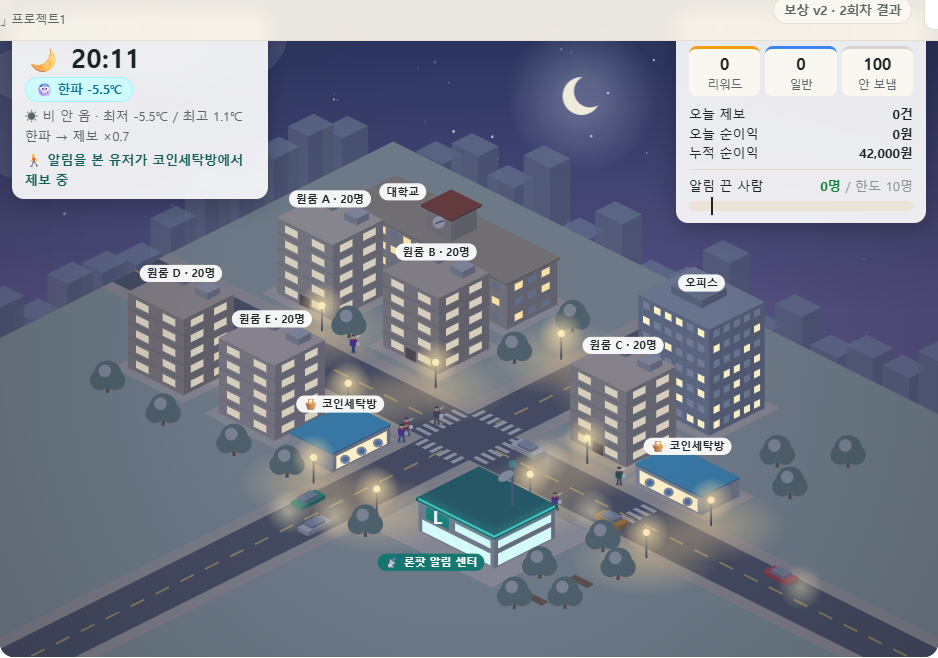 」 프로젝트1
보상 v2 · 2회차 결과
20:11
한파 -5.5℃
비 안 옴 · 최저 -5.5℃ / 최고 1.1℃
한파 → 제보 ×0.7
알림을 본 유저가 코인세탁방에서
제보 중
0
리워드
0
일반
100
안 보냄
오늘 제보 0건
오늘 순이익 0원
누적 순이익 42,000원
알림 끈 사람 0명 / 한도 10명
대학교
원룸 A · 20명
원룸 B · 20명
원룸 D · 20명
오피스
원룸 E · 20명
원룸 C · 20명
코인세탁방
코인세탁방
L
론팟 알림 센터